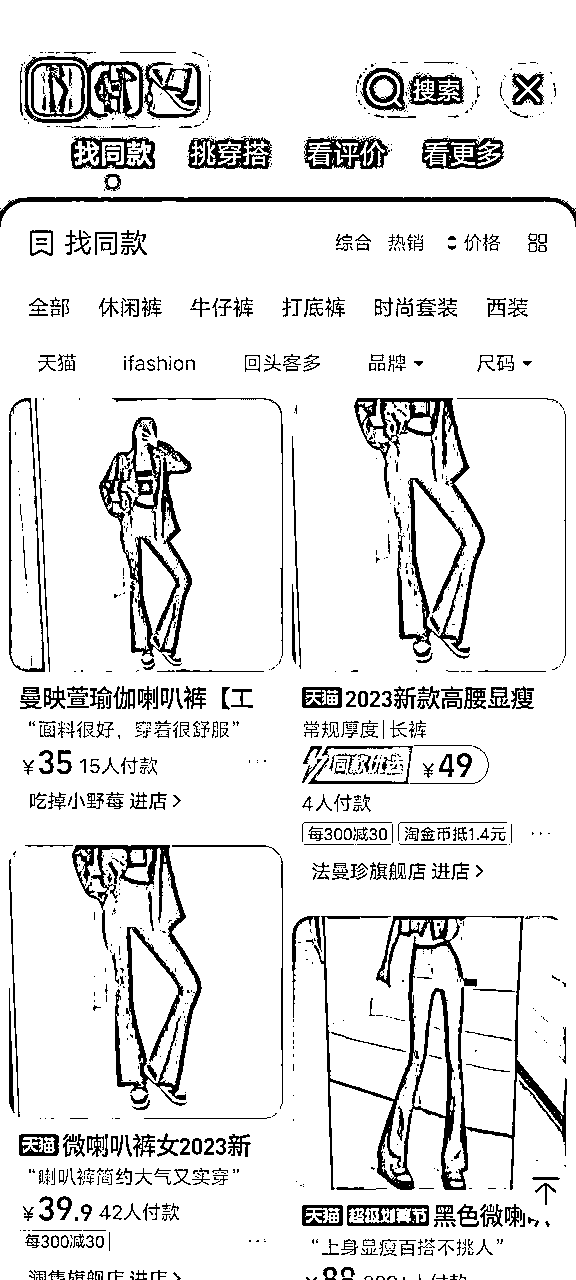 搜索
找同款 挑穿搭 看评价 看更多
找同款
综合 热销 价格
全部 休闲裤 牛仔裤 打底裤 时尚套装 西装
天猫 ifashion 回头客多 品牌 尺码
曼映萱瑜伽喇叭裤【工
“面料很好，穿着很舒服”
¥35 15人付款
吃掉小野莓 进店
天猫 2023新款高腰显瘦
常规厚度|长裤
同款优选 ¥49
4人付款
每300减30 淘金币抵1.4元
法曼珍旗舰店 进店
天猫 微喇叭裤女2023新
“喇叭裤简约大气又实穿”
¥39.9 42人付款
每300减30
旗舰店 进店
天猫 超级划算节 黑色微喇
“上身显瘦百搭不挑人”
¥88 200+人付款